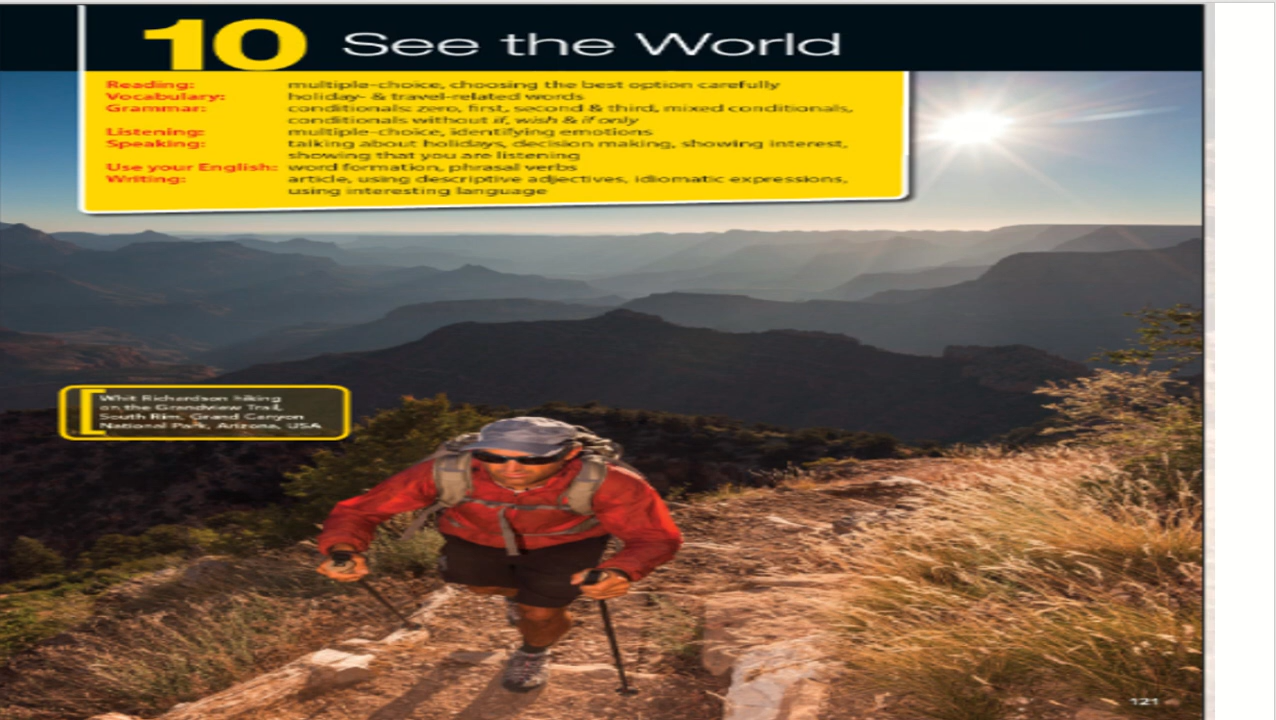 10 See the World
Reading: multiple-choice, choosing the best option carefully
Vocabulary: holiday- & travel-related words
Grammar: conditionals: zero, first, second & third, mixed conditionals,
conditionals without if, wish & if only
Listening: multiple-choice, identifying emotions
Speaking: talking about holidays, decision making, showing interest,
showing that you are listening
Use your English: word formation, phrasal verbs
Writing: article, using descriptive adjectives, idiomatic expressions,
using interesting language
Whit Richardson hiking
on the Grandview Trail,
South Rim, Grand Canyon
National Park, Arizona, USA
121